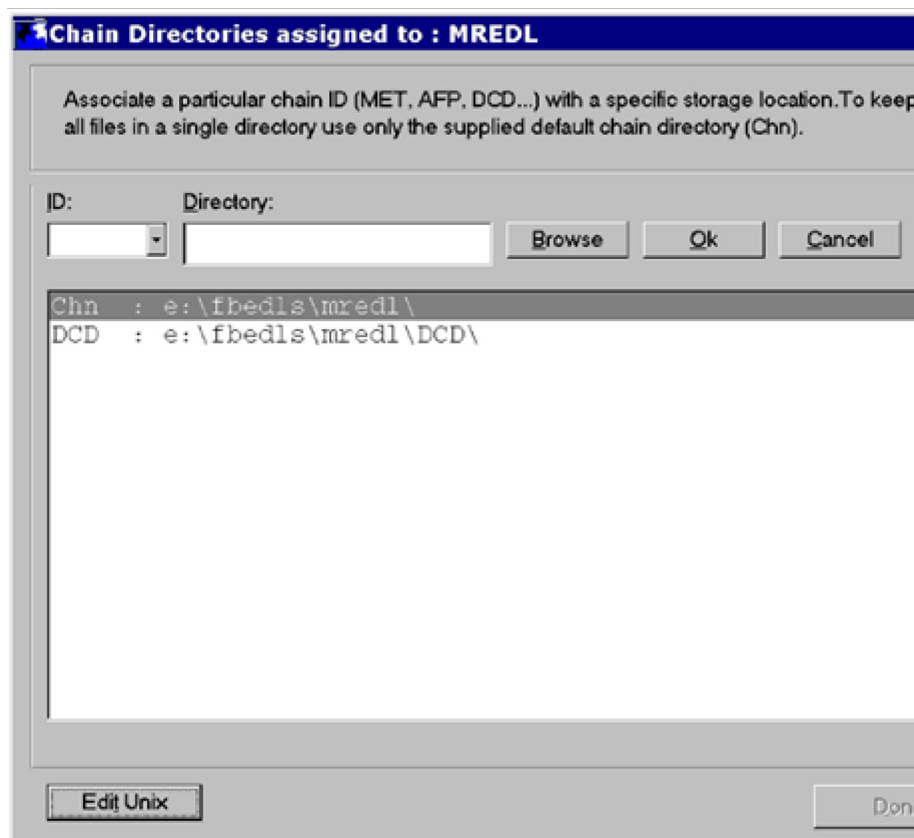 Chain Directories assigned to : MREDL
Associate a particular chain ID (MET, AFP, DCD...) with a specific storage location.To keep
all files in a single directory use only the supplied default chain directory (Chn).
ID:
Directory:
Browse
Ok
Cancel
Chn : e:\fbedls\mredl\
DCD : e:\fbedls\mredl\DCD\
Edit Unix
Don